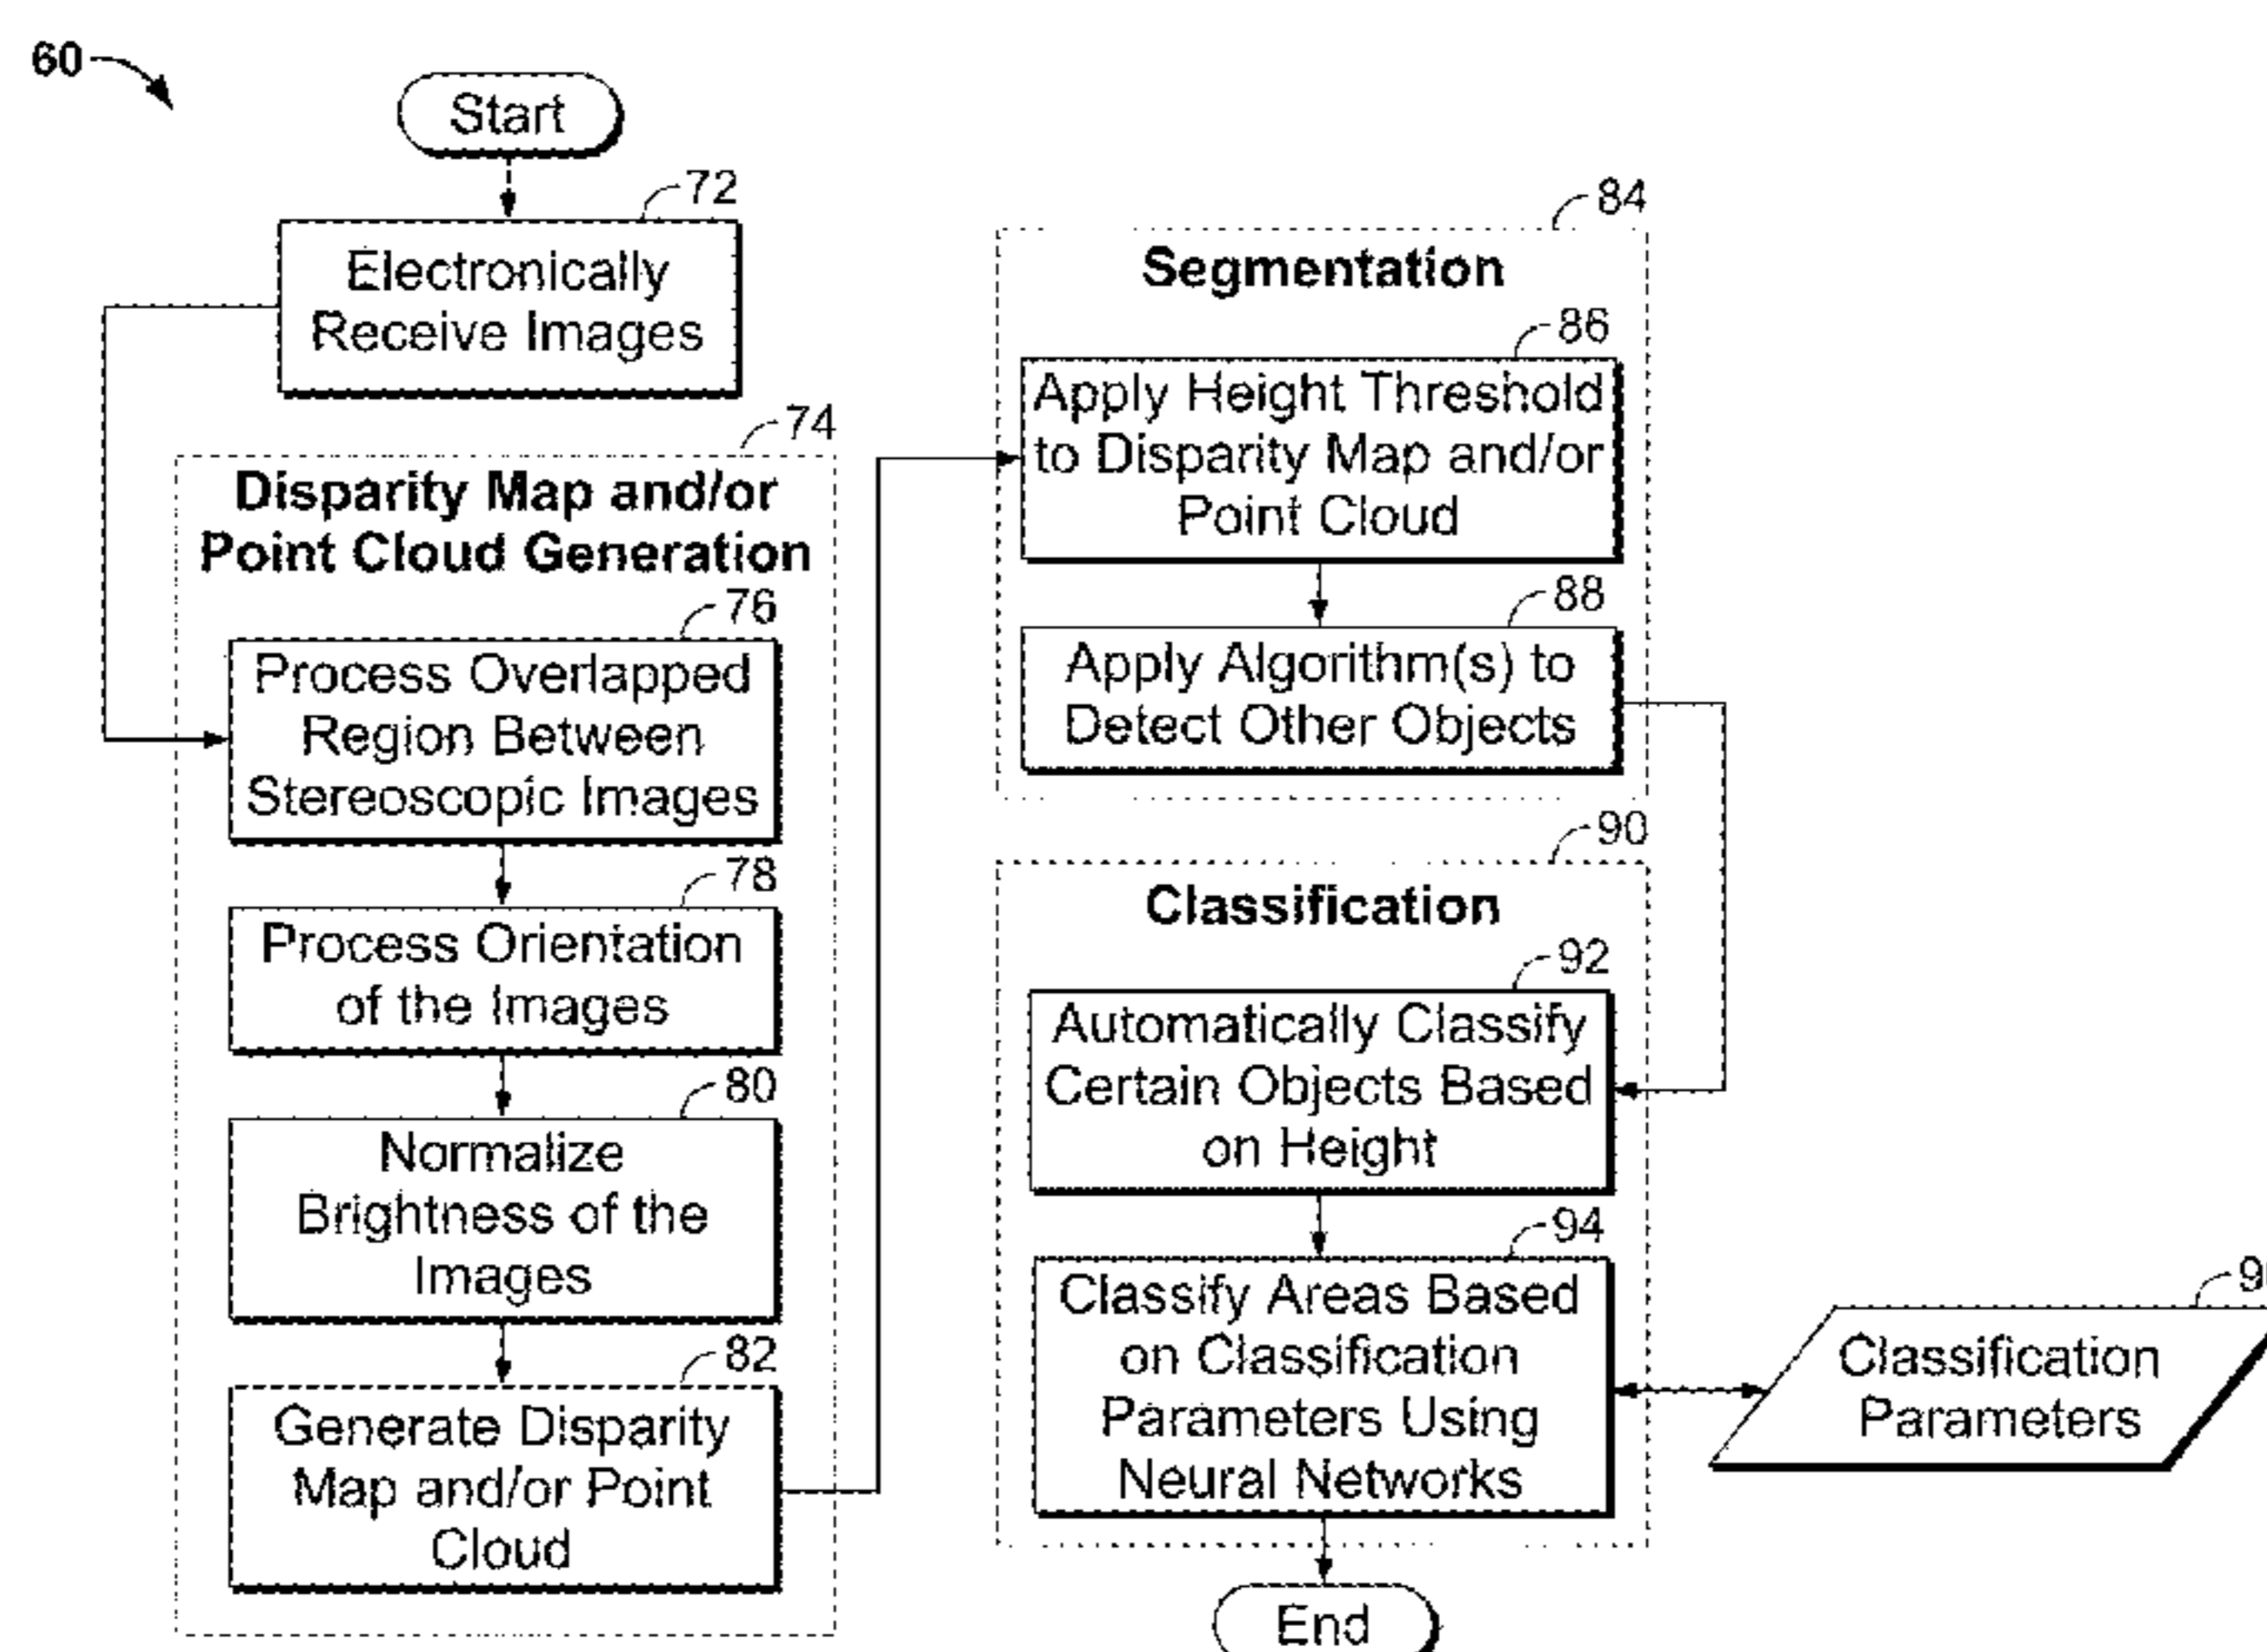 60
Start
72
Electronically
Receive Images
74
Disparity Map and/or
Point Cloud Generation
76
Process Overlapped
Region Between
Stereoscopic Images
78
Process Orientation
of the Images
80
Normalize
Brightness of the
Images
82
Generate Disparity
Map and/or Point
Cloud
84
Segmentation
86
Apply Height Threshold
to Disparity Map and/or
Point Cloud
88
Apply Algorithm(s) to
Detect Other Objects
90
Classification
92
Automatically Classify
Certain Objects Based
on Height
94
Classify Areas Based
on Classification
Parameters Using
Neural Networks
Classification
Parameters
End